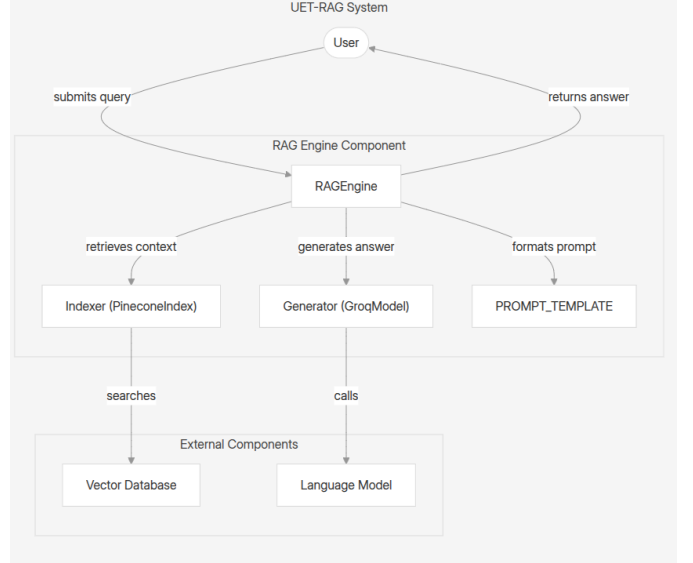 UET-RAG System
User
submits query
returns answer
RAG Engine Component
RAGEngine
retrieves context
generates answer
formats prompt
Indexer (PineconeIndex)
Generator (GroqModel)
PROMPT_TEMPLATE
searches
calls
External Components
Vector Database
Language Model